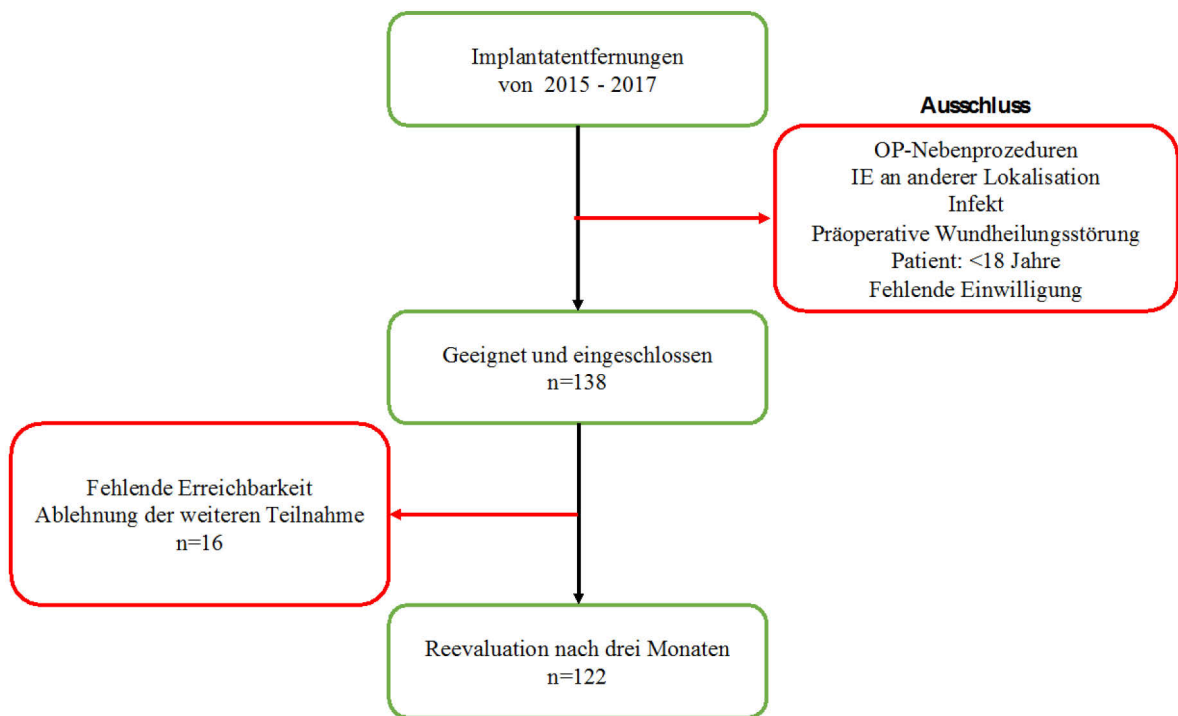 Implantatentfernungen
von 2015 - 2017
Ausschluss
OP-Nebenprozeduren
IE an anderer Lokalisation
Infekt
Präoperative Wundheilungsstörung
Patient: <18 Jahre
Fehlende Einwilligung
Geeignet und eingeschlossen
n=138
Fehlende Erreichbarkeit
Ablehnung der weiteren Teilnahme
n=16
Reevaluation nach drei Monaten
n=122